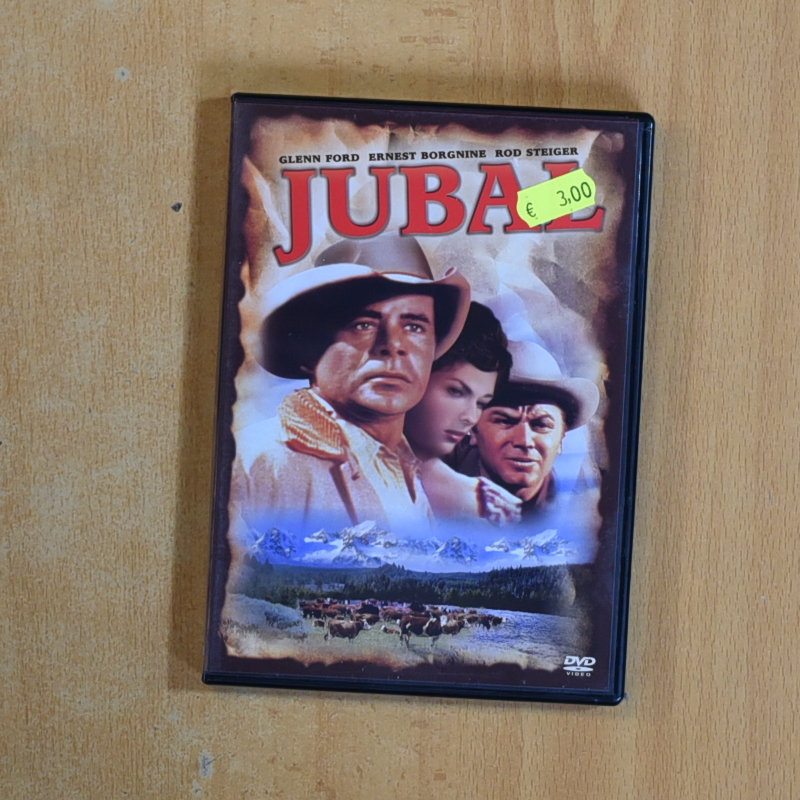 GLENN FORD ERNEST BORGNINE ROD STEIGER
JUBAL
€ 3,00
DVD
VIDEO